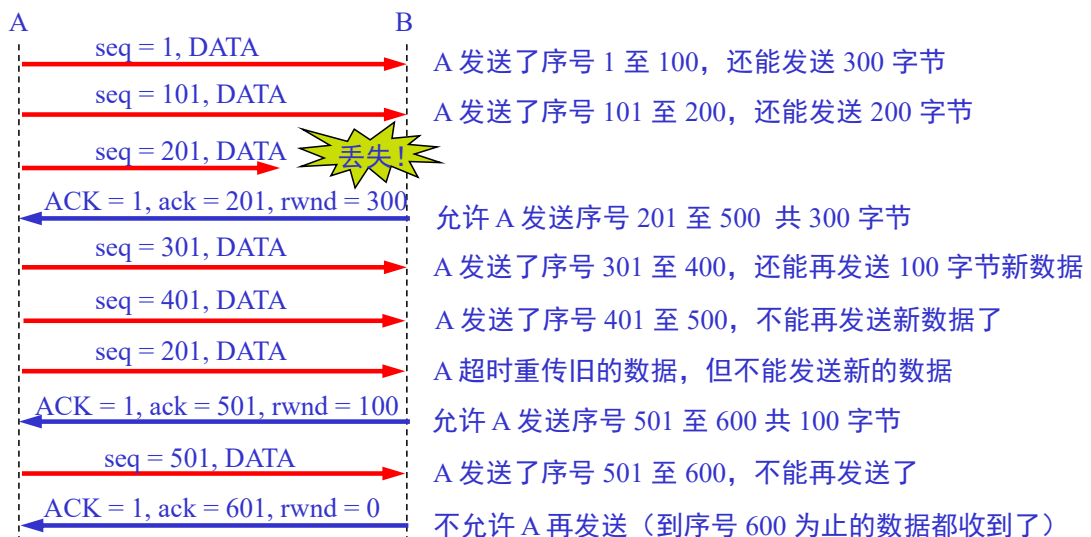 A
B
seq = 1, DATA
A 发送了序号 1 至 100，还能发送 300 字节
seq = 101, DATA
A 发送了序号 101 至 200，还能发送 200 字节
seq = 201, DATA
丢失！
ACK = 1, ack = 201, rwnd = 300
允许 A 发送序号 201 至 500 共 300 字节
seq = 301, DATA
A 发送了序号 301 至 400，还能再发送 100 字节新数据
seq = 401, DATA
A 发送了序号 401 至 500，不能再发送新数据了
seq = 201, DATA
A 超时重传旧的数据，但不能发送新的数据
ACK = 1, ack = 501, rwnd = 100
允许 A 发送序号 501 至 600 共 100 字节
seq = 501, DATA
A 发送了序号 501 至 600，不能再发送了
ACK = 1, ack = 601, rwnd = 0
不允许 A 再发送（到序号 600 为止的数据都收到了）